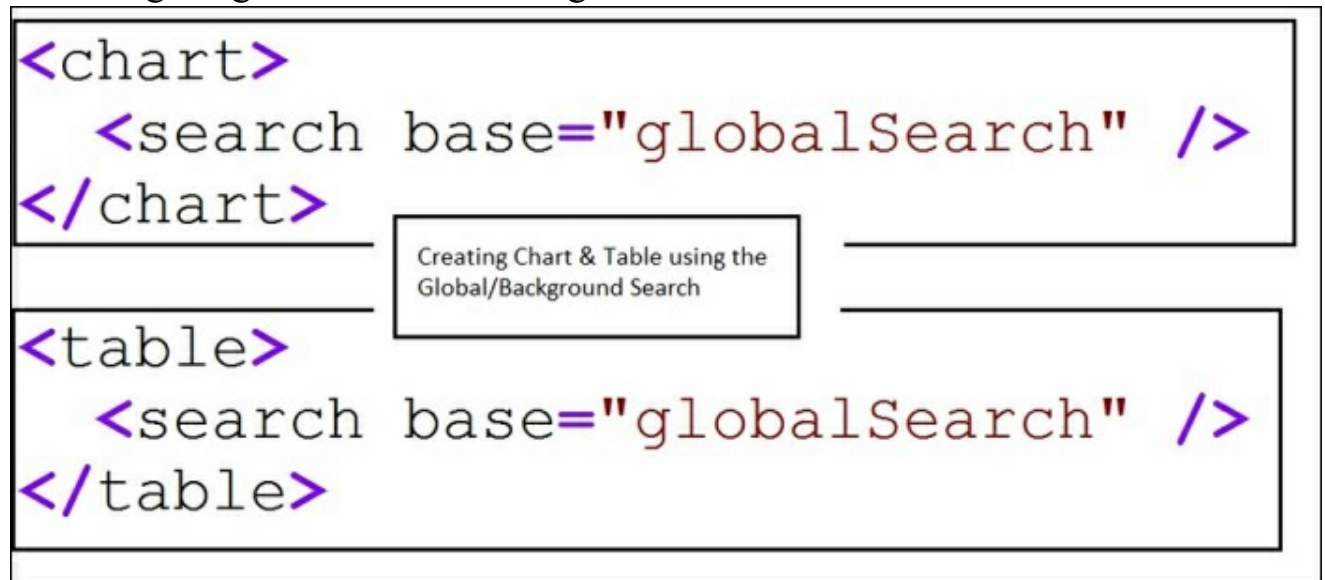 <chart>
<search base="globalSearch" />
</chart>
Creating Chart & Table using the
Global/Background Search
<table>
<search base="globalSearch" />
</table>